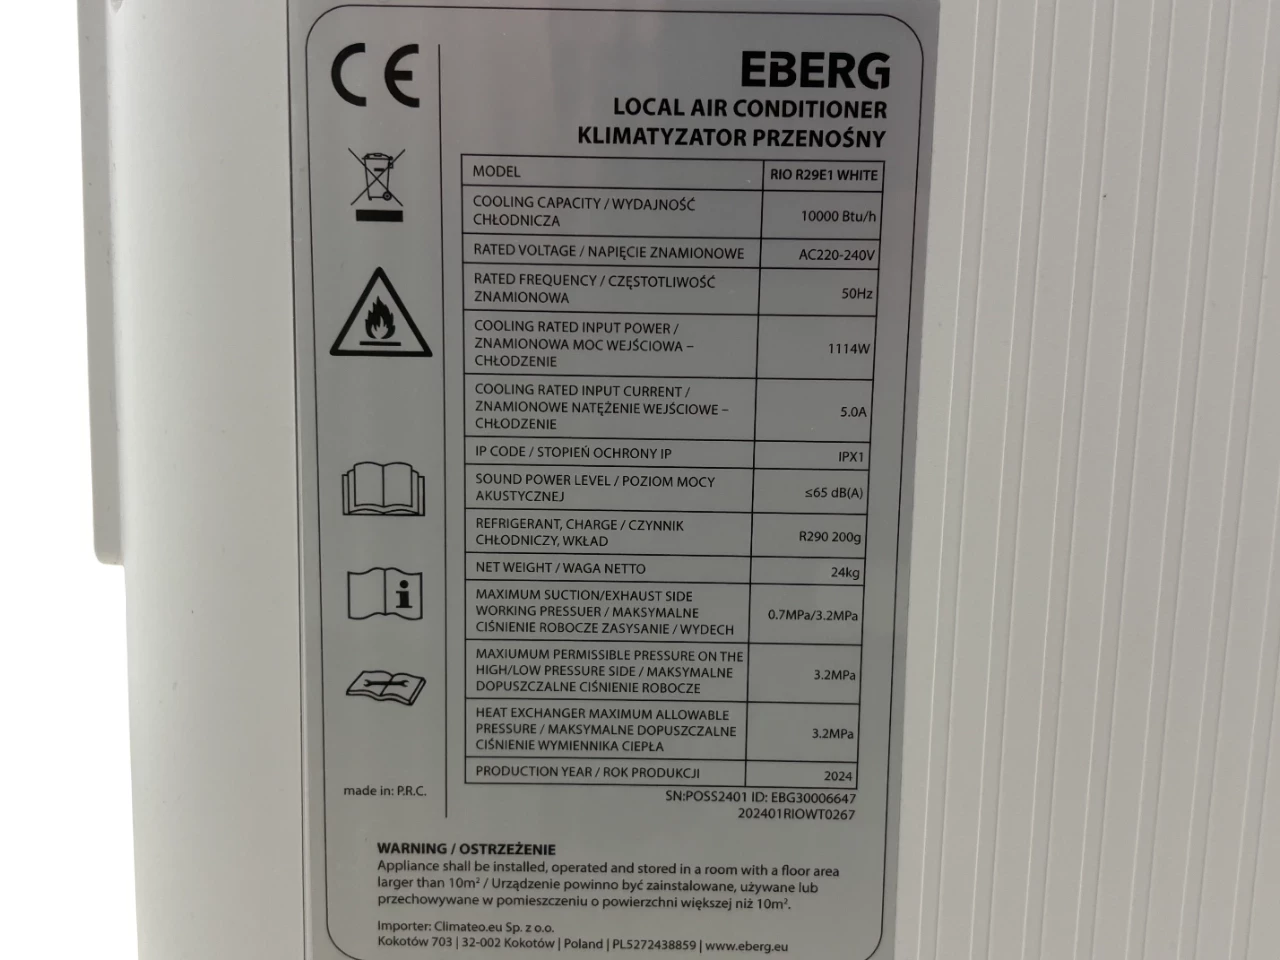 CE
EBERG
LOCAL AIR CONDITIONER
KLIMATYZATOR PRZENOŚNY
MODEL
RIO R29E1 WHITE
COOLING CAPACITY / WYDAJNOŚĆ
CHŁODNICZA
10000 Btu/h
RATED VOLTAGE / NAPIĘCIE ZNAMIONOWE
AC220-240V
RATED FREQUENCY / CZĘSTOTLIWOŚĆ
ZNAMIONOWA
50Hz
COOLING RATED INPUT POWER /
ZNAMIONOWA MOC WEJŚCIOWA –
CHŁODZENIE
1114W
COOLING RATED INPUT CURRENT /
ZNAMIONOWE NATĘŻENIE WEJŚCIOWE –
CHŁODZENIE
5.0A
IP CODE / STOPIEŃ OCHRONY IP
IPX1
SOUND POWER LEVEL / POZIOM MOCY
AKUSTYCZNEJ
≤65 dB(A)
REFRIGERANT, CHARGE / CZYNNIK
CHŁODNICZY, WKŁAD
R290 200g
NET WEIGHT / WAGA NETTO
24kg
MAXIMUM SUCTION/EXHAUST SIDE
WORKING PRESSUER / MAKSYMALNE
CIŚNIENIE ROBOCZE ZASYSANIE / WYDECH
0.7MPa/3.2MPa
MAXIUMUM PERMISSIBLE PRESSURE ON THE
HIGH/LOW PRESSURE SIDE / MAKSYMALNE
DOPUSZCZALNE CIŚNIENIE ROBOCZE
3.2MPa
HEAT EXCHANGER MAXIMUM ALLOWABLE
PRESSURE / MAKSYMALNE DOPUSZCZALNE
CIŚNIENIE WYMIENNIKA CIEPŁA
3.2MPa
PRODUCTION YEAR / ROK PRODUKCJI
2024
made in: P.R.C.
SN:POSS2401 ID: EBG30006647
202401RIOWT0267
WARNING / OSTRZEŻENIE
Appliance shall be installed, operated and stored in a room with a floor area
larger than 10m² / Urządzenie powinno być zainstalowane, używane lub
przechowywane w pomieszczeniu o powierzchni większej niż 10m².
Importer: Climateo.eu Sp. z o.o.
Kokotów 703 | 32-002 Kokotów | Poland | PL5272438859 | www.eberg.eu